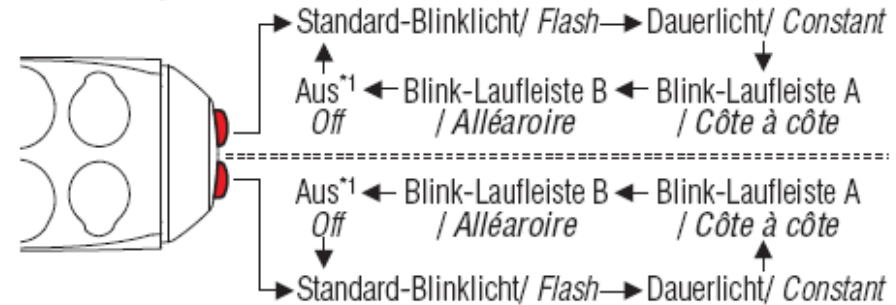 Standard-Blinklicht/ Flash Dauerlicht/ Constant
Aus*1 Blink-Laufleiste B Blink-Laufleiste A
Off / Alléaroire / Côte à côte
Aus*1 Blink-Laufleiste B Blink-Laufleiste A
Off / Alléaroire / Côte à côte
Standard-Blinklicht/ Flash Dauerlicht/ Constant